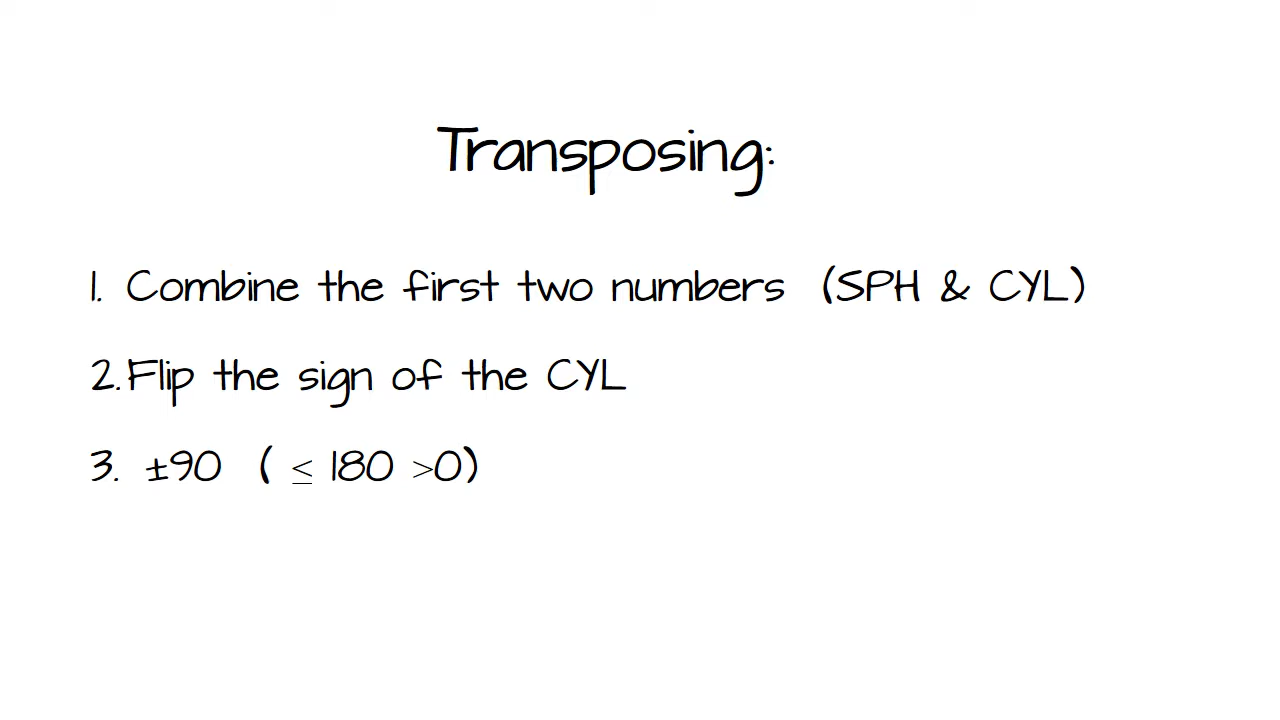 Transposing:
1. Combine the first two numbers (SPH & CYL)
2. Flip the sign of the CYL
3. ±90 ( ≤ 180 >0)